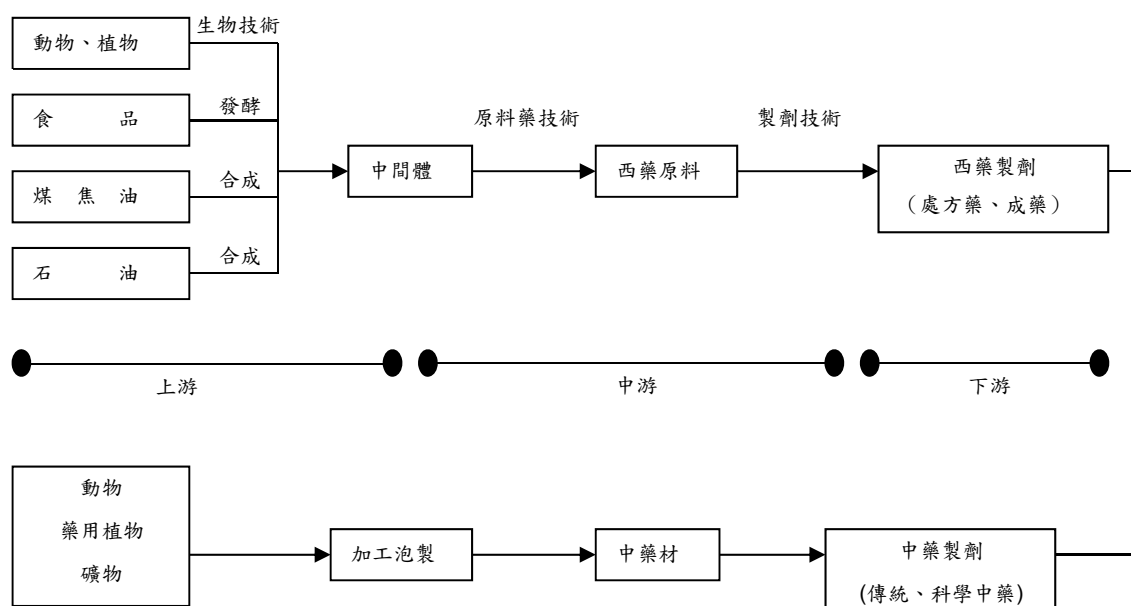 動物、植物
生物技術
食 品
發酵
原料藥技術
製劑技術
煤 焦 油
合成
中間體
西藥原料
西藥製劑
（處方藥、成藥）
石 油
合成
上游
中游
下游
動物
藥用植物
礦物
加工泡製
中藥材
中藥製劑
(傳統、科學中藥)